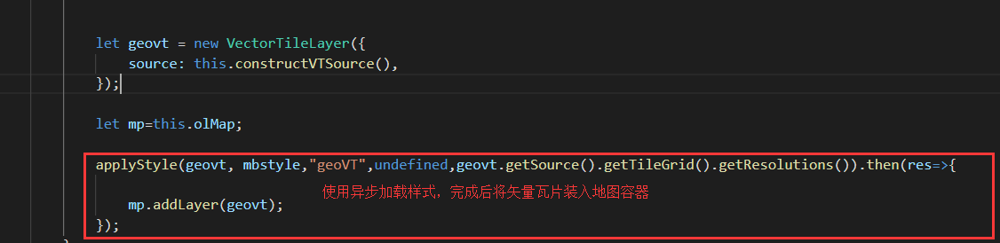 let geovt = new VectorTileLayer({
source: this.constructVTSource(),
});
let mp=this.olMap;
applyStyle(geovt, mbstyle,"geoVT",undefined,geovt.getSource().getTileGrid().getResolutions()).then(res=>{
使用异步加载样式，完成后将矢量瓦片装入地图容器
mp.addLayer(geovt);
});
}